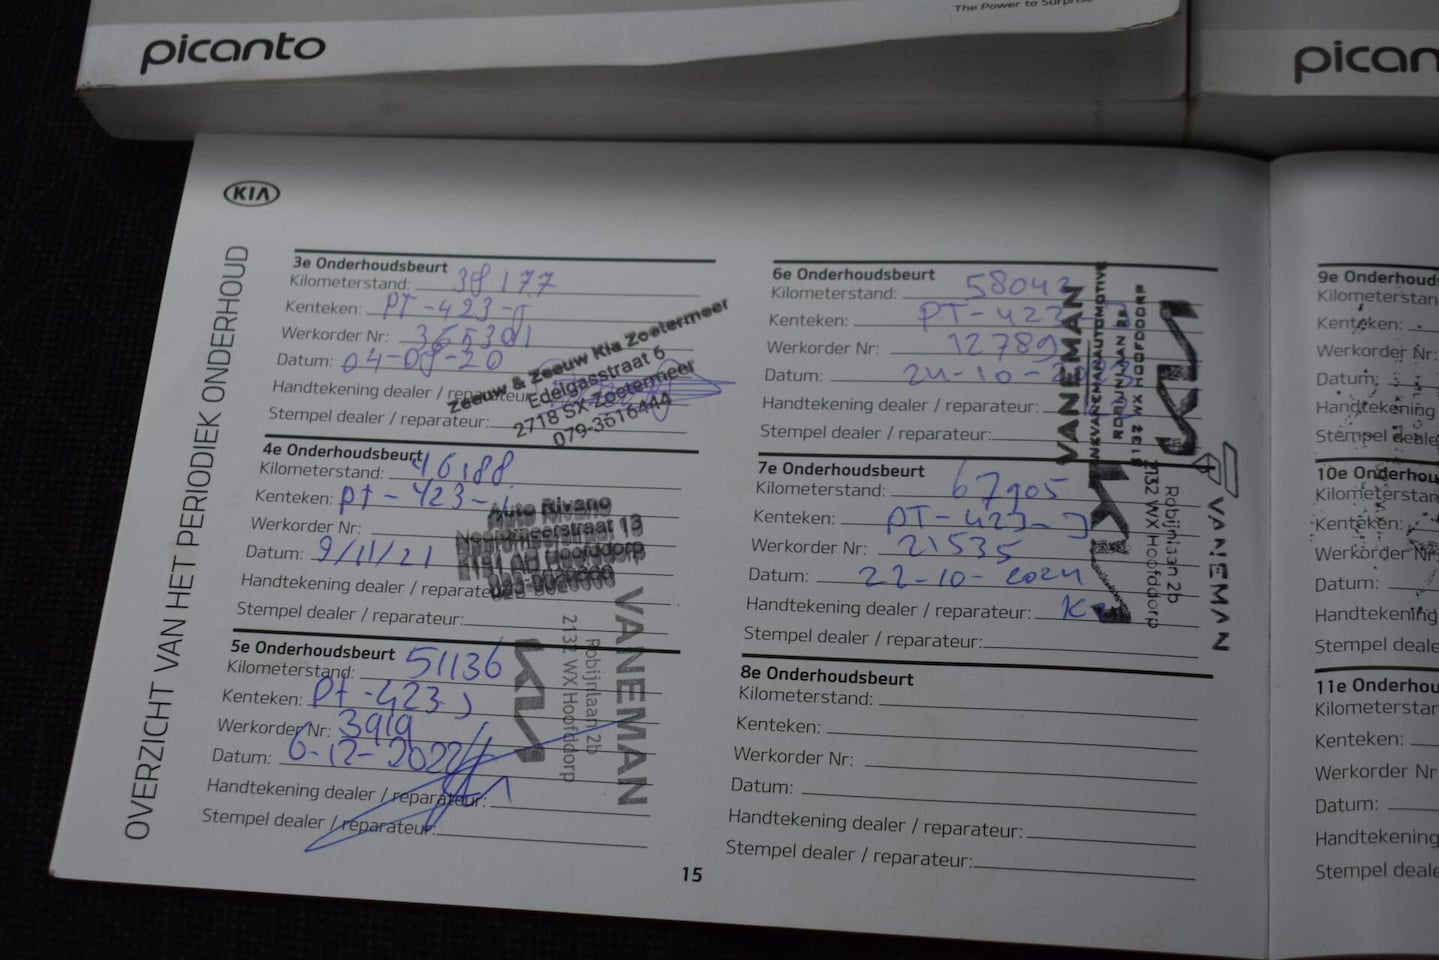 The Power to Surprise
picanto
pican
KIA
OVERZICHT VAN HET PERIODIEK ONDERHOUD
3e Onderhoudsbeurt
Kilometerstand: 38177
Kenteken: PT-423-J
Werkorder Nr: 365301
Datum: 04-08-20
Handtekening dealer / reparateur:
Stempel dealer / reparateur:
Zeeuw & Zeeuw Kia Zoetermeer
Edelgasstraat 6
2718 SX Zoetermeer
079-3616444
4e Onderhoudsbeurt
Kilometerstand: 46188
Kenteken: PT-423-J
Werkorder Nr:
Datum: 9/11/21
Handtekening dealer / reparateur:
Stempel dealer / reparateur:
Auto Rivano
5e Onderhoudsbeurt
Kilometerstand: 51136
Kenteken: PT-423 J
Werkorder Nr: 3919
Datum: 6-12-2022
Handtekening dealer / reparateur:
Stempel dealer / reparateur:
KIA
VANEMAN
Robijnlaan 2b
2132 WX Hoofddorp
6e Onderhoudsbeurt
Kilometerstand: 58042
Kenteken: PT-423
Werkorder Nr: 12789
Datum: 24-10-2023
Handtekening dealer / reparateur:
Stempel dealer / reparateur:
VANEMAN
ROBIJNLAAN 2B
2132 WX HOOFDDORP
KIA
7e Onderhoudsbeurt
Kilometerstand: 67905
Kenteken: PT-423-J
Werkorder Nr: 21535
Datum: 22-10-2024
Handtekening dealer / reparateur:
Stempel dealer / reparateur:
KIA
VANEMAN
Robijnlaan 2b
2132 WX Hoofddorp
8e Onderhoudsbeurt
Kilometerstand:
Kenteken:
Werkorder Nr:
Datum:
Handtekening dealer / reparateur:
Stempel dealer / reparateur:
15
9e Onderhouds
Kilometerstan
Kenteken:
Werkorder Nr:
Datum:
Handtekening
Stempel deale
10e Onderhou
Kilometerstan
Kenteken:
Werkorder Nr:
Datum:
Handtekening
Stempel deale
11e Onderhou
Kilometerstan
Kenteken:
Werkorder Nr
Datum:
Handtekening
Stempel deale